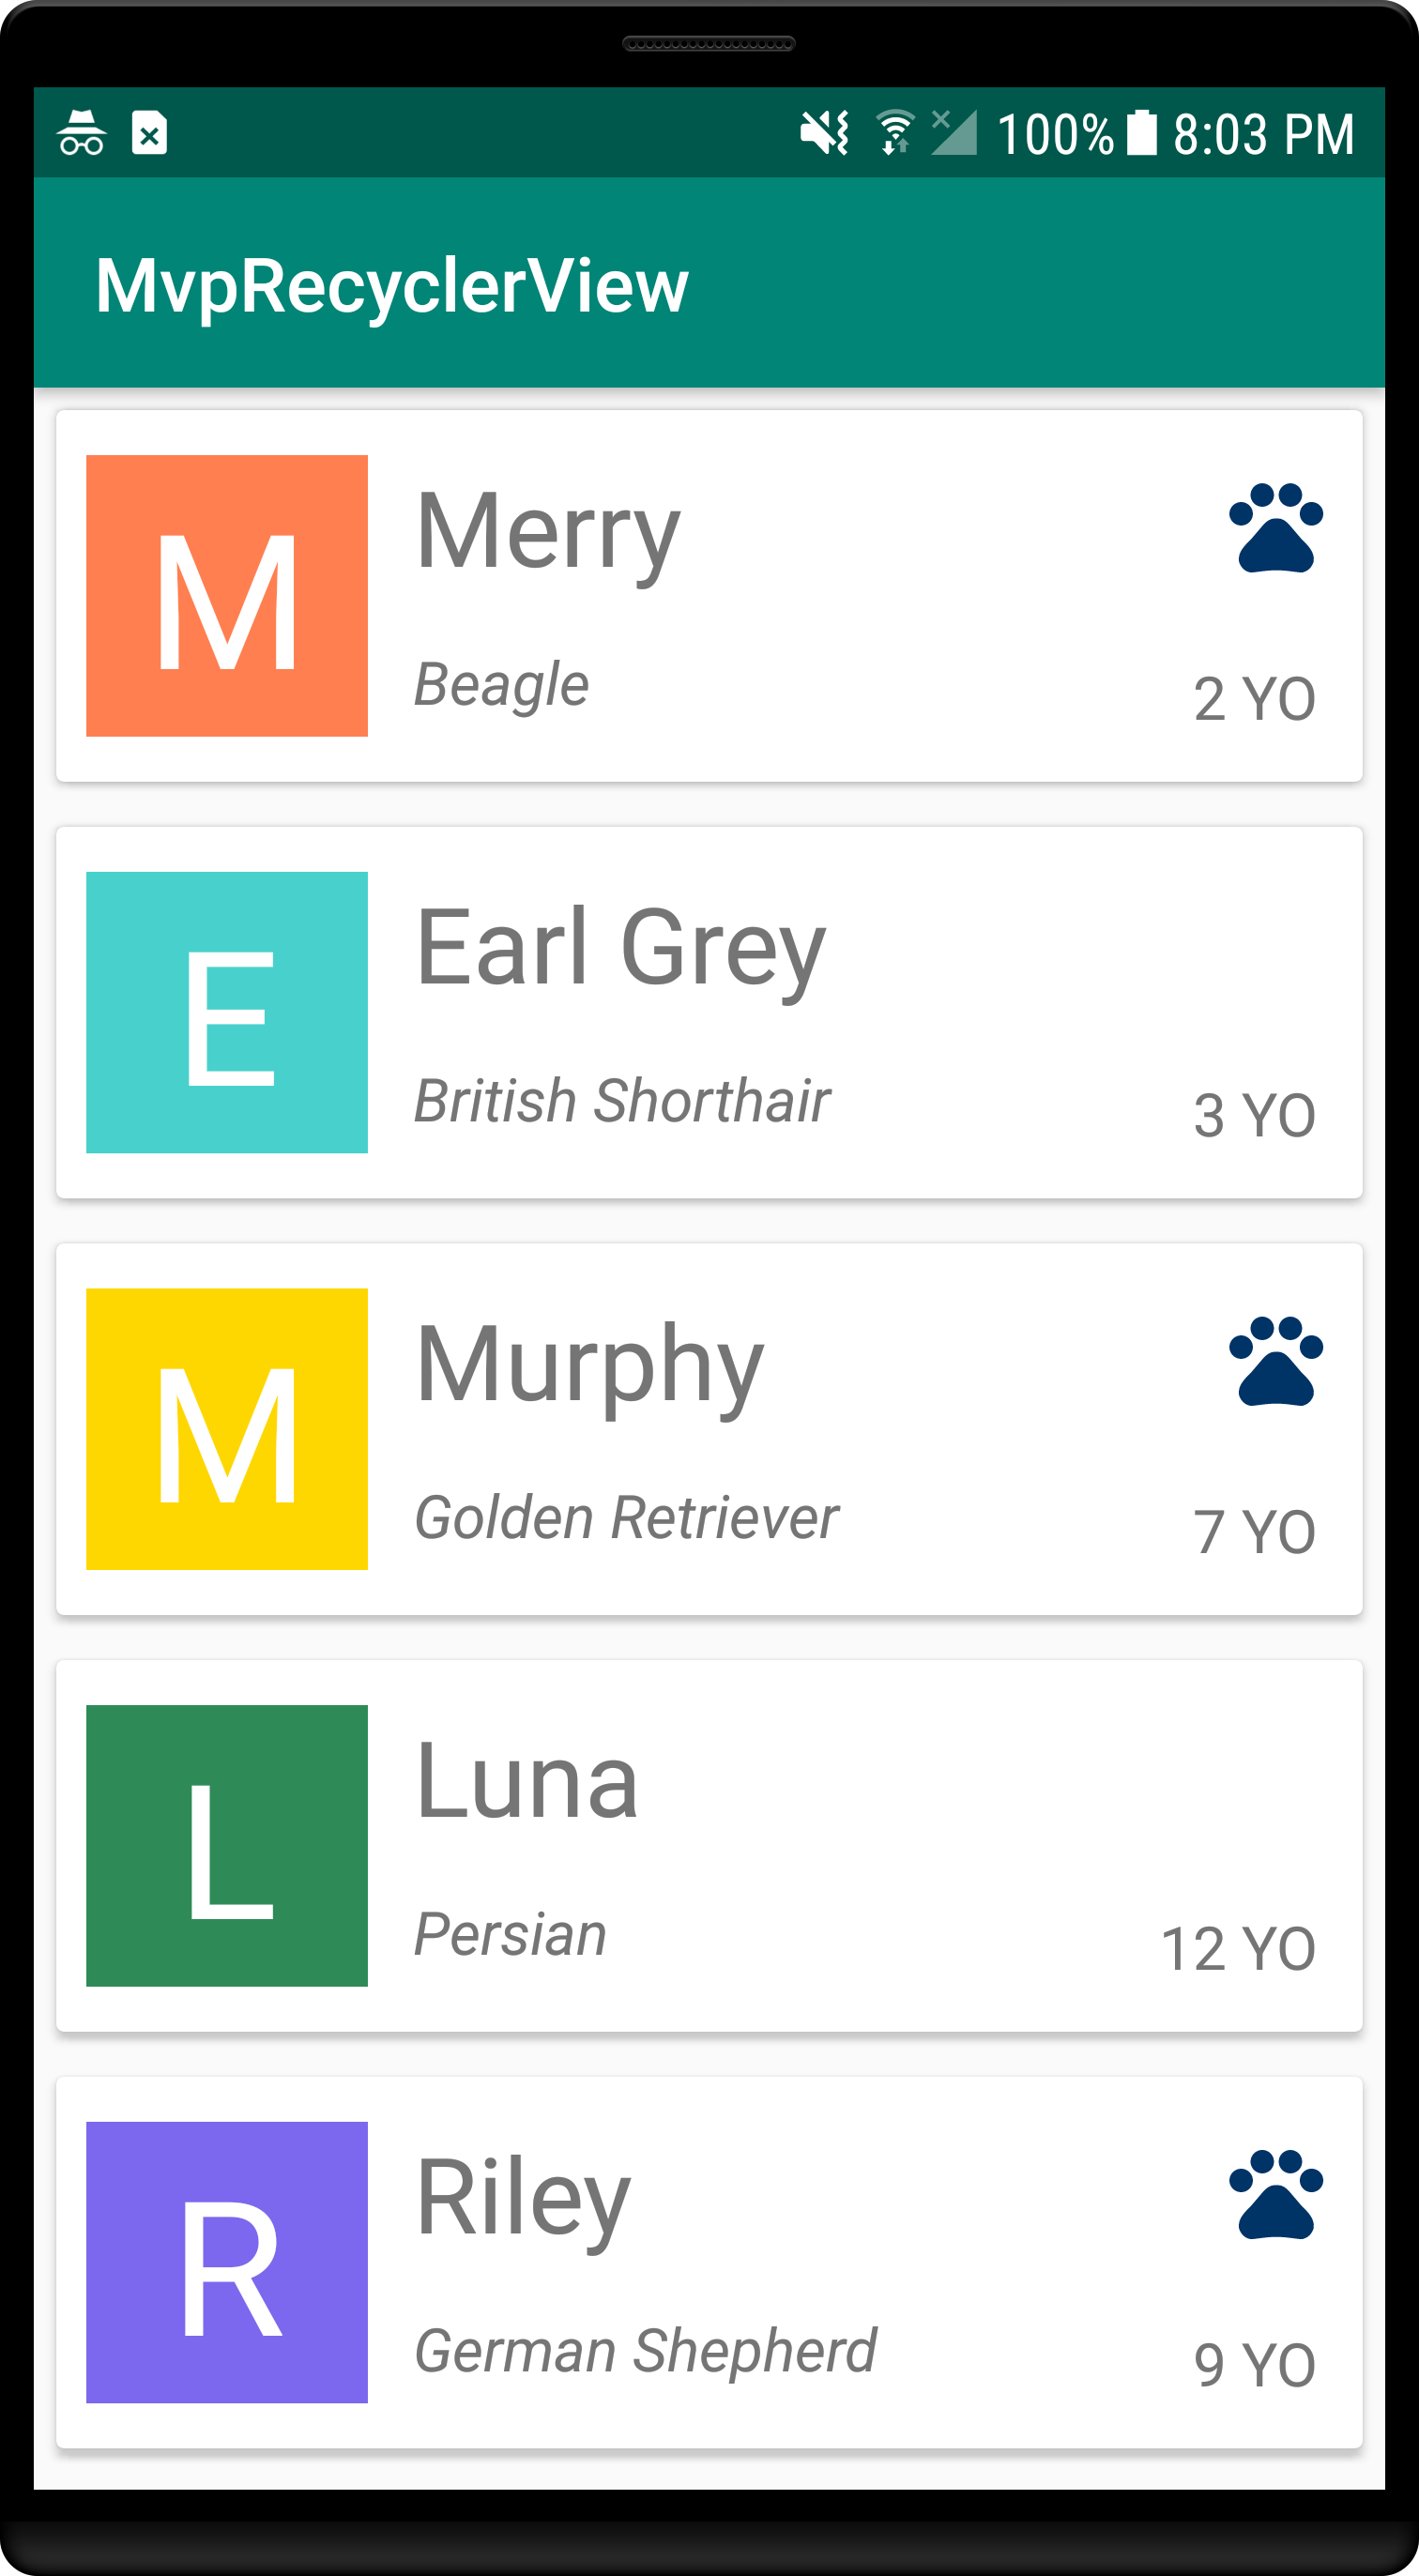 100% 8:03 PM
MvpRecyclerView
M
Merry
Beagle
2 YO
E
Earl Grey
British Shorthair
3 YO
M
Murphy
Golden Retriever
7 YO
L
Luna
Persian
12 YO
R
Riley
German Shepherd
9 YO